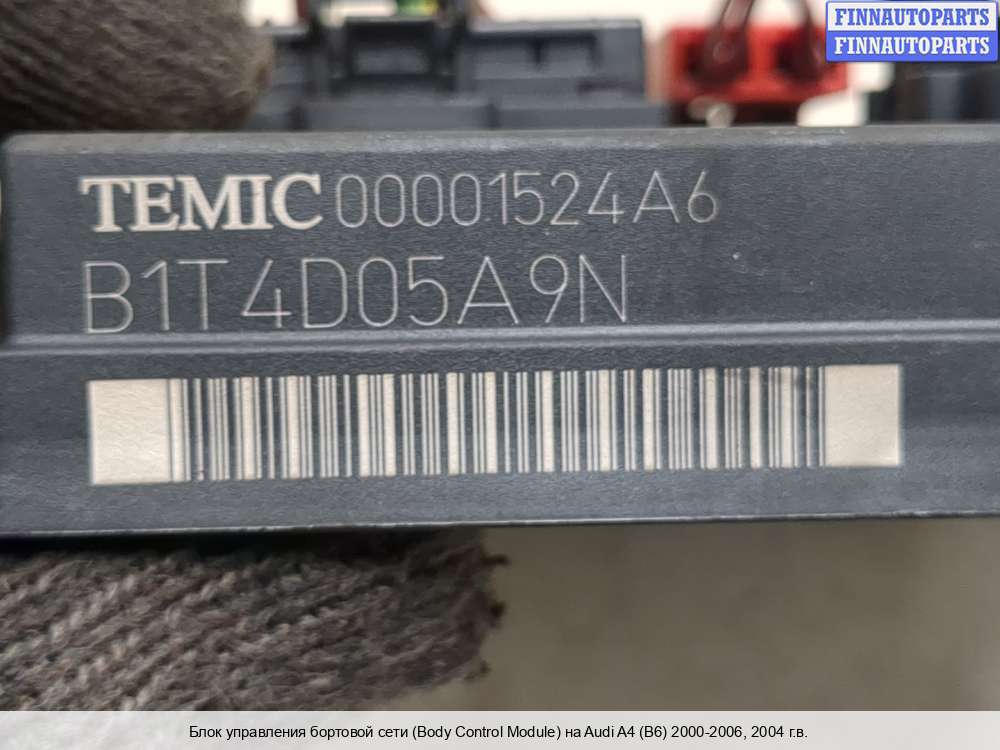 FINNAUTOPARTS
FINNAUTOPARTS
TEMIC 00001524A6
B1T4D05A9N
Блок управления бортовой сети (Body Control Module) на Audi A4 (B6) 2000-2006, 2004 г.в.